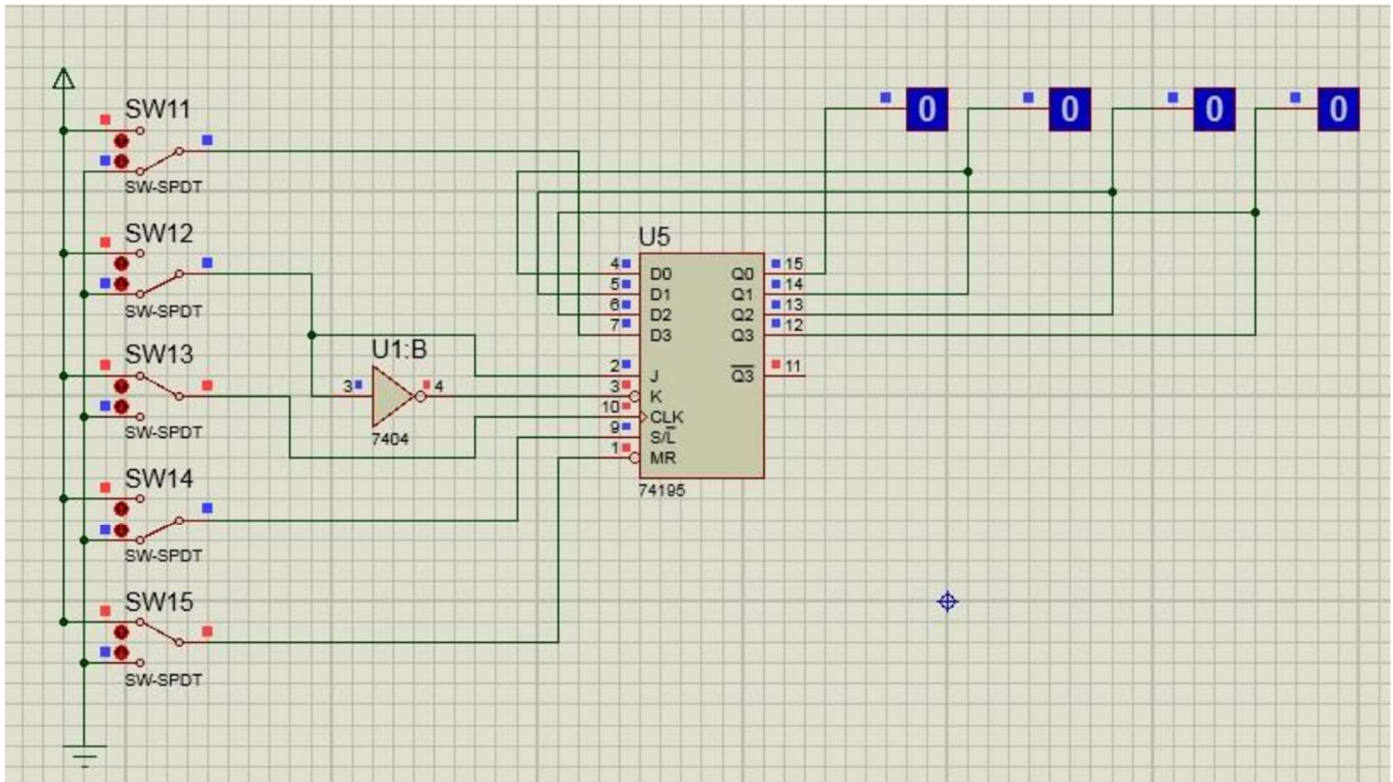 SW11
SW-SPDT
SW12
SW-SPDT
SW13
SW-SPDT
SW14
SW-SPDT
SW15
SW-SPDT
U1:B
3 4
7404
U5
4 D0 Q0 15
5 D1 Q1 14
6 D2 Q2 13
7 D3 Q3 12
2 J Q3 11
3 K
10 CLK
9 S/L
1 MR
74195
0 0 0 0